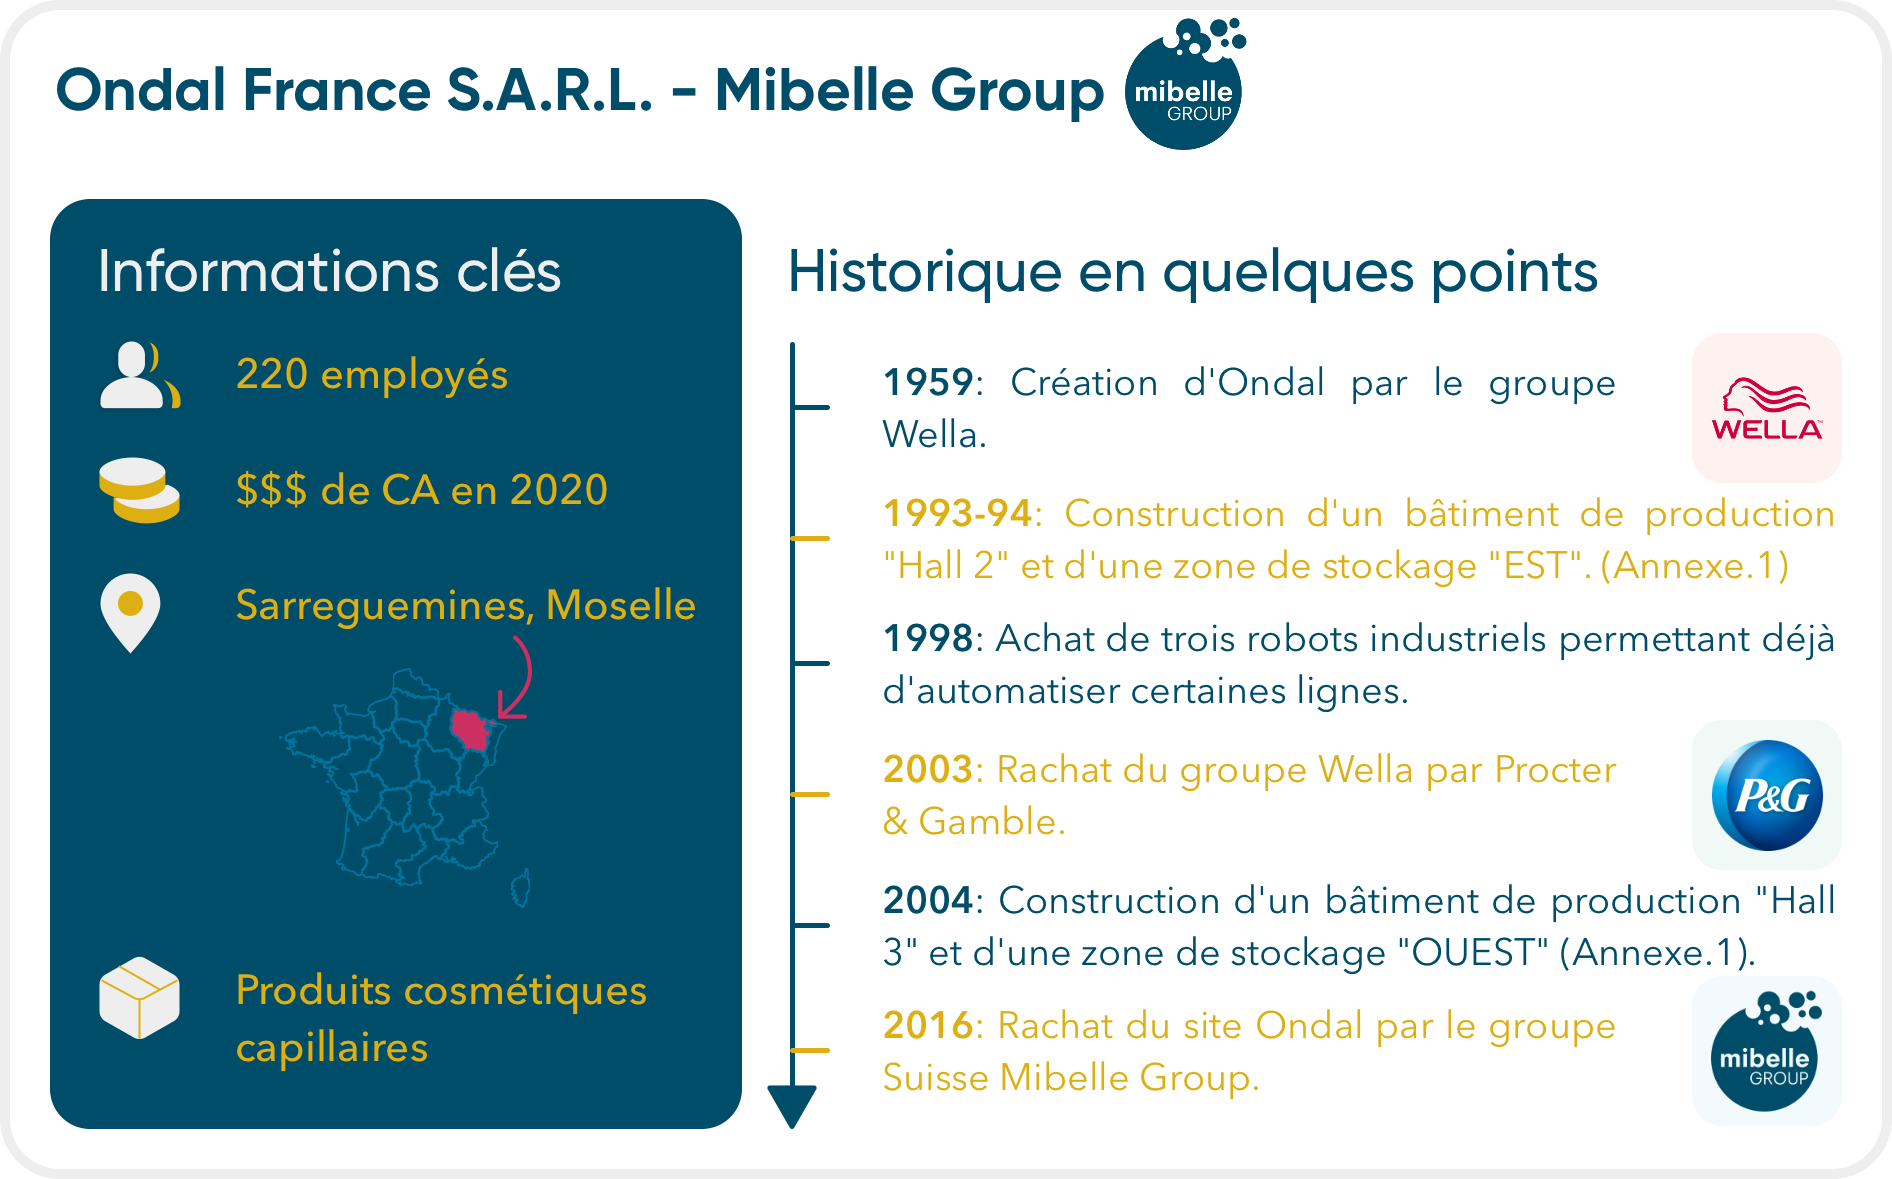 Ondal France S.A.R.L. - Mibelle Group
mibelle
GROUP
Informations clés
220 employés
$$$ de CA en 2020
Sarreguemines, Moselle
Produits cosmétiques
capillaires
Historique en quelques points
1959: Création d'Ondal par le groupe
Wella.
WELLA
1993-94: Construction d'un bâtiment de production
"Hall 2" et d'une zone de stockage "EST". (Annexe.1)
1998: Achat de trois robots industriels permettant déjà
d'automatiser certaines lignes.
2003: Rachat du groupe Wella par Procter
& Gamble.
P&G
2004: Construction d'un bâtiment de production "Hall
3" et d'une zone de stockage "OUEST" (Annexe.1).
2016: Rachat du site Ondal par le groupe
Suisse Mibelle Group.
mibelle
GROUP